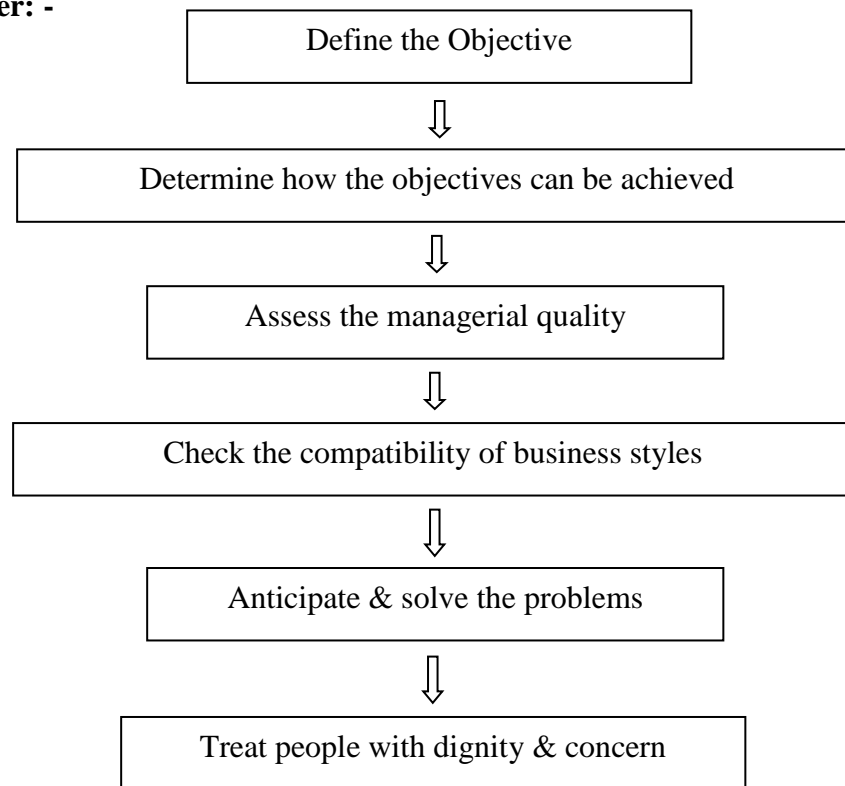 er: -
Define the Objective
Determine how the objectives can be achieved
Assess the managerial quality
Check the compatibility of business styles
Anticipate & solve the problems
Treat people with dignity & concern